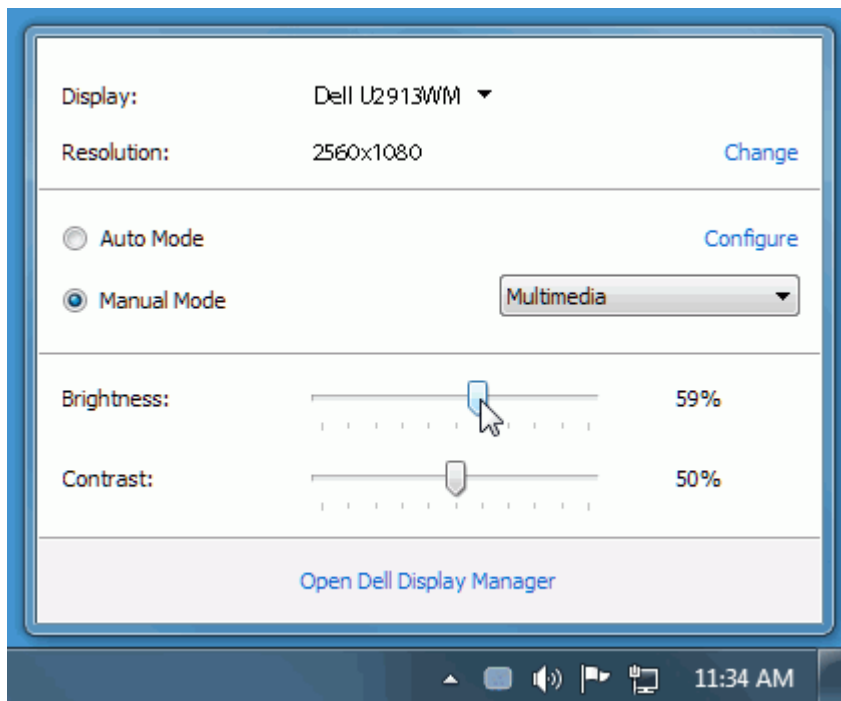 Display: Dell U2913WM
Resolution: 2560x1080 Change
Auto Mode Configure
Manual Mode Multimedia
Brightness: 59%
Contrast: 50%
Open Dell Display Manager
11:34 AM